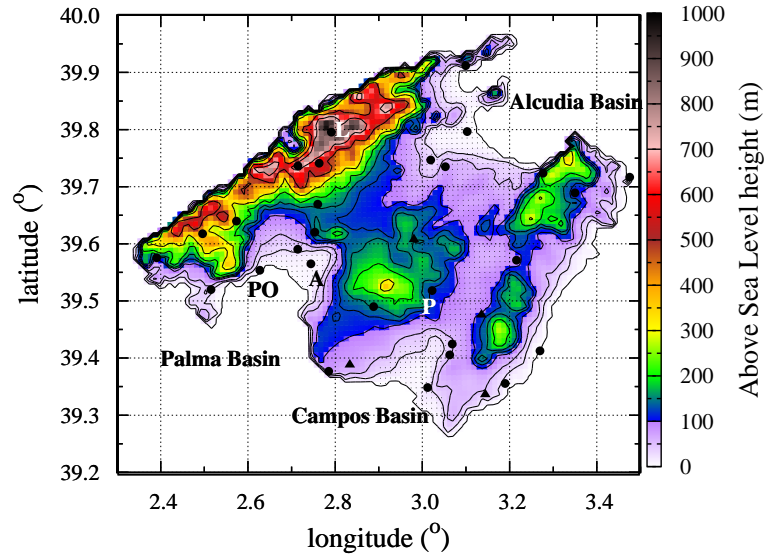 40.0
39.9
39.8
39.7
39.6
39.5
39.4
39.3
39.2
latitude (o)
2.4 2.6 2.8 3.0 3.2 3.4
longitude (o)
Alcudia Basin
L
PO
A
P
Palma Basin
Campos Basin
1000
900
800
700
600
500
400
300
200
100
0
Above Sea Level height (m)